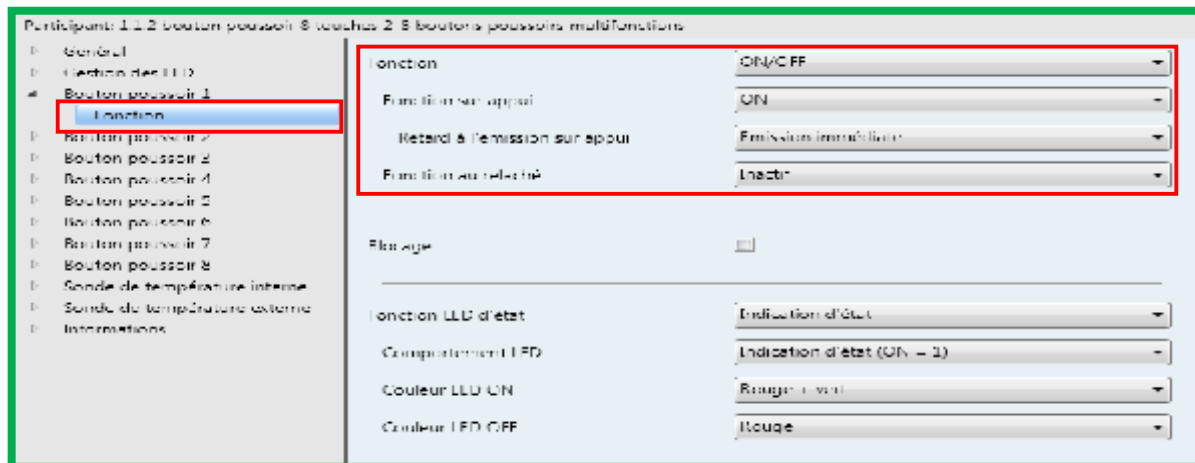 Participant: 1.1.2 bouton poussoir 8 touches 2-8 boutons poussoirs multifonctions
Général
Gestion des LED
Bouton poussoir 1
Fonction
Bouton poussoir 2
Bouton poussoir 3
Bouton poussoir 4
Bouton poussoir 5
Bouton poussoir 6
Bouton poussoir 7
Bouton poussoir 8
Sonde de température interne
Sonde de température externe
Informations
Fonction ON/OFF
Fonction sur appui ON
Retard à l'émission sur appui Emission immédiate
Fonction au relaché Inactif
Blocage
Fonction LED d'état Indication d'état
Comportement LED Indication d'état (ON = 1)
Couleur LED ON Rouge + vert
Couleur LED OFF Rouge